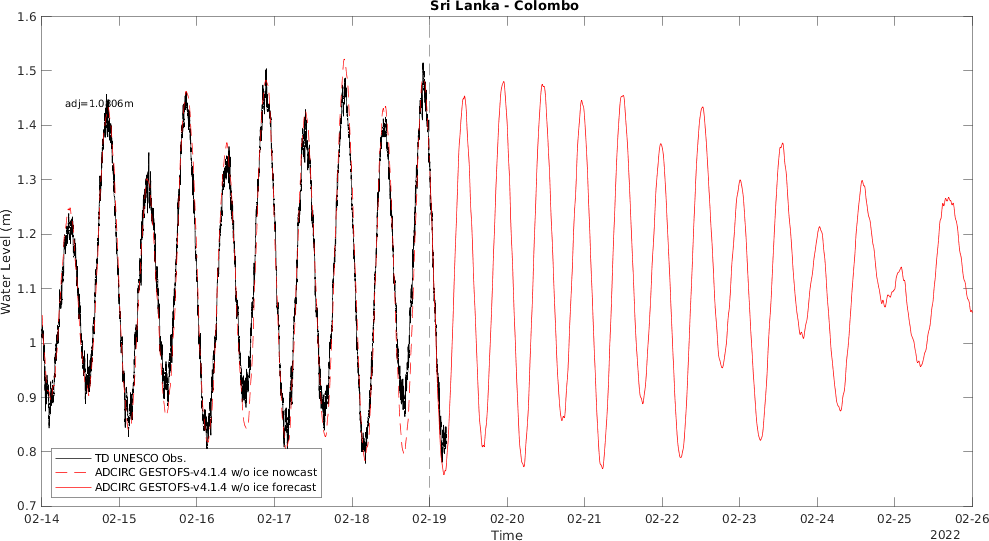 Sri Lanka - Colombo
1.6
1.5
1.4
1.3
1.2
1.1
1
0.9
0.8
0.7
Water Level (m)
adj=1.0306m
TD UNESCO Obs.
ADCIRC GESTOFS-v4.1.4 w/o ice nowcast
ADCIRC GESTOFS-v4.1.4 w/o ice forecast
02-14 02-15 02-16 02-17 02-18 02-19 02-20 02-21 02-22 02-23 02-24 02-25 02-26
Time
2022